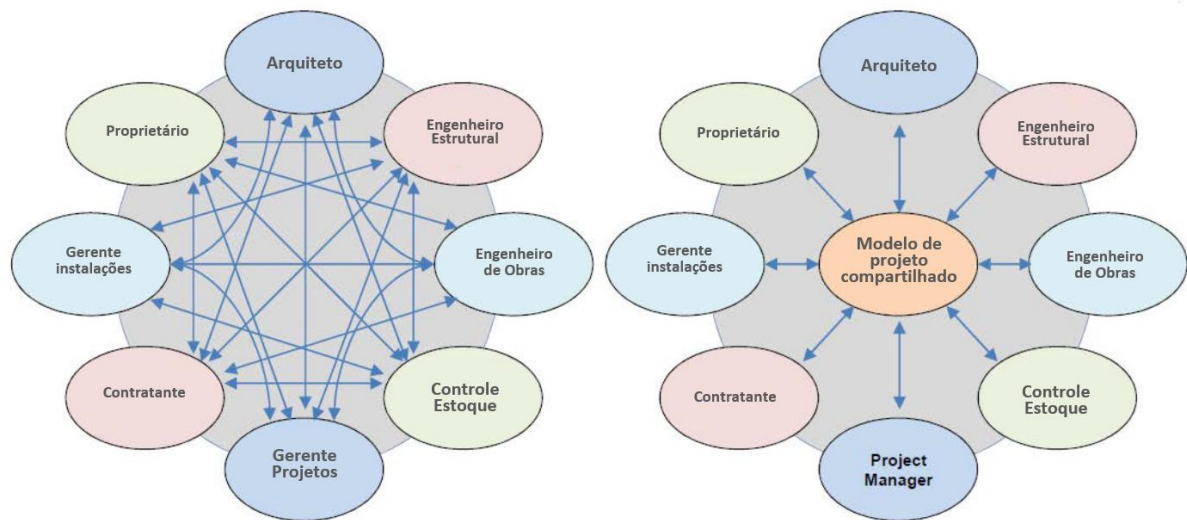 Arquiteto
Proprietário
Engenheiro
Estrutural
Gerente
instalações
Engenheiro
de Obras
Contratante
Controle
Estoque
Gerente
Projetos
Arquiteto
Proprietário
Engenheiro
Estrutural
Gerente
instalações
Modelo de
projeto
compartilhado
Engenheiro
de Obras
Contratante
Controle
Estoque
Project
Manager